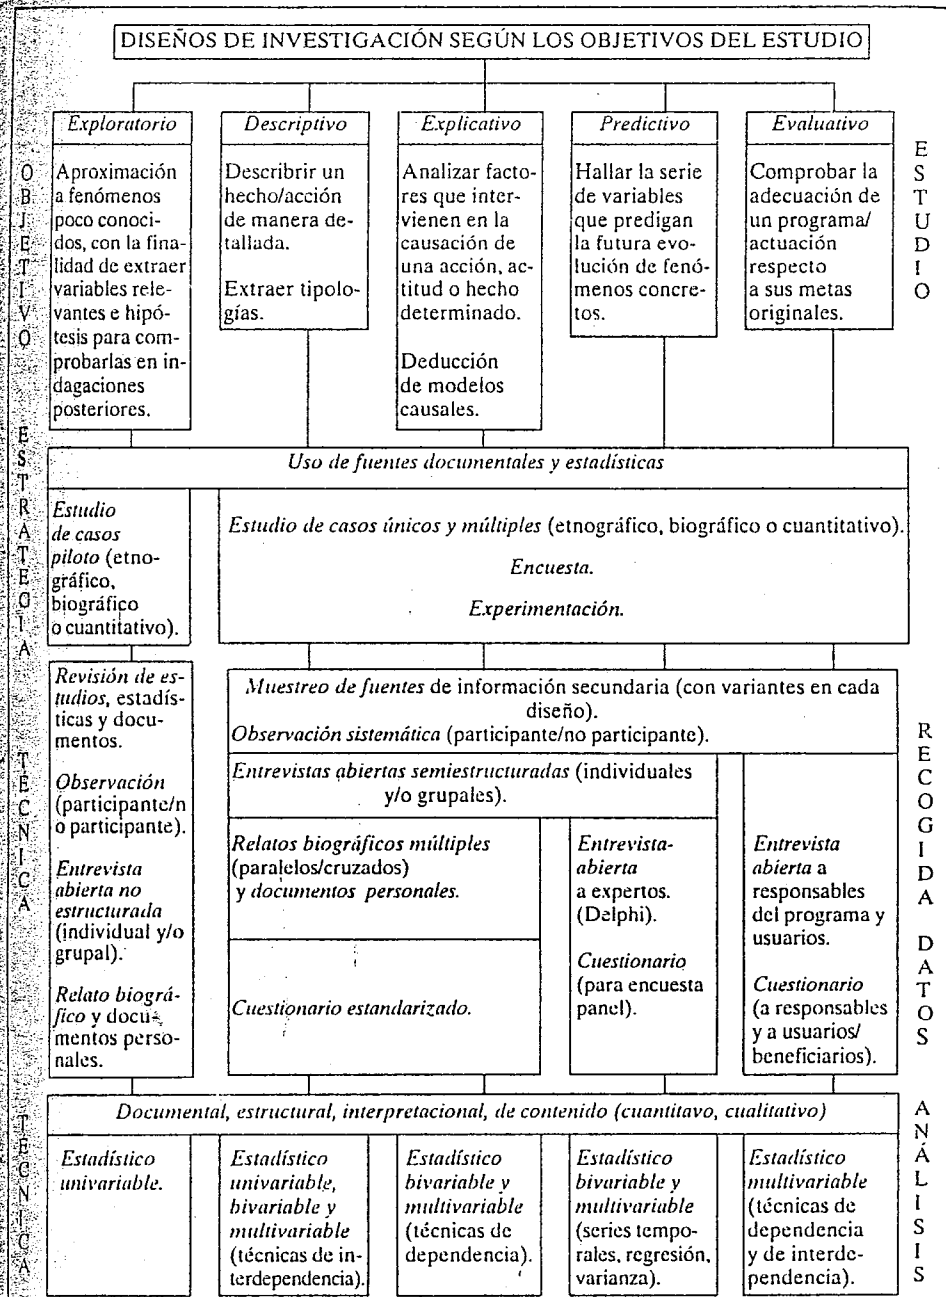 DISEÑOS DE INVESTIGACIÓN SEGÚN LOS OBJETIVOS DEL ESTUDIO
OBJETIVO
ESTUDIO
Exploratorio
Aproximación
a fenómenos
poco conoci-
dos, con la fina-
lidad de extraer
variables rele-
vantes e hipó-
tesis para com-
probarlas en in-
dagaciones
posteriores.
Descriptivo
Describrir un
hecho/acción
de manera de-
tallada.
Extraer tipolo-
gías.
Explicativo
Analizar facto-
res que inter-
vienen en la
causación de
una acción, ac-
titud o hecho
determinado.
Deducción
de modelos
causales.
Predictivo
Hallar la serie
de variables
que predigan
la futura evo-
lución de fenó-
menos concre-
tos.
Evaluativo
Comprobar la
adecuación de
un programa/
actuación
respecto
a sus metas
originales.
ESTRATEGIA
Uso de fuentes documentales y estadísticas
Estudio
de casos
piloto (etno-
gráfico,
biográfico
o cuantitativo).
Estudio de casos únicos y múltiples (etnográfico, biográfico o cuantitativo).
Encuesta.
Experimentación.
TÉCNICA
RECOGIDA DATOS
Revisión de es-
tudios, estadís-
ticas y docu-
mentos.
Observación
(participante/n
o participante).
Entrevista
abierta no
estructurada
(individual y/o
grupal).
Relato biográ-
fico y docu-
mentos perso-
nales.
Muestreo de fuentes de información secundaria (con variantes en cada
diseño).
Observación sistemática (participante/no participante).
Entrevistas abiertas semiestructuradas (individuales
y/o grupales).
Relatos biográficos múltiples
(paralelos/cruzados)
y documentos personales.
Cuestionario estandarizado.
Entrevista-
abierta
a expertos.
(Delphi).
Cuestionario
(para encuesta
panel).
Entrevista
abierta a
responsables
del programa y
usuarios.
Cuestionario
(a responsables
y a usuarios/
beneficiarios).
TÉCNICA
ANÁLISIS
Documental, estructural, interpretacional, de contenido (cuantitavo, cualitativo)
Estadístico
univariable.
Estadístico
univariable,
bivariable y
multivariable
(técnicas de in-
terdependencia).
Estadístico
bivariable y
multivariable
(técnicas de
dependencia).
Estadístico
bivariable y
multivariable
(series tempo-
rales, regresión,
varianza).
Estadístico
multivariable
(técnicas de
dependencia
y de interde-
pendencia).